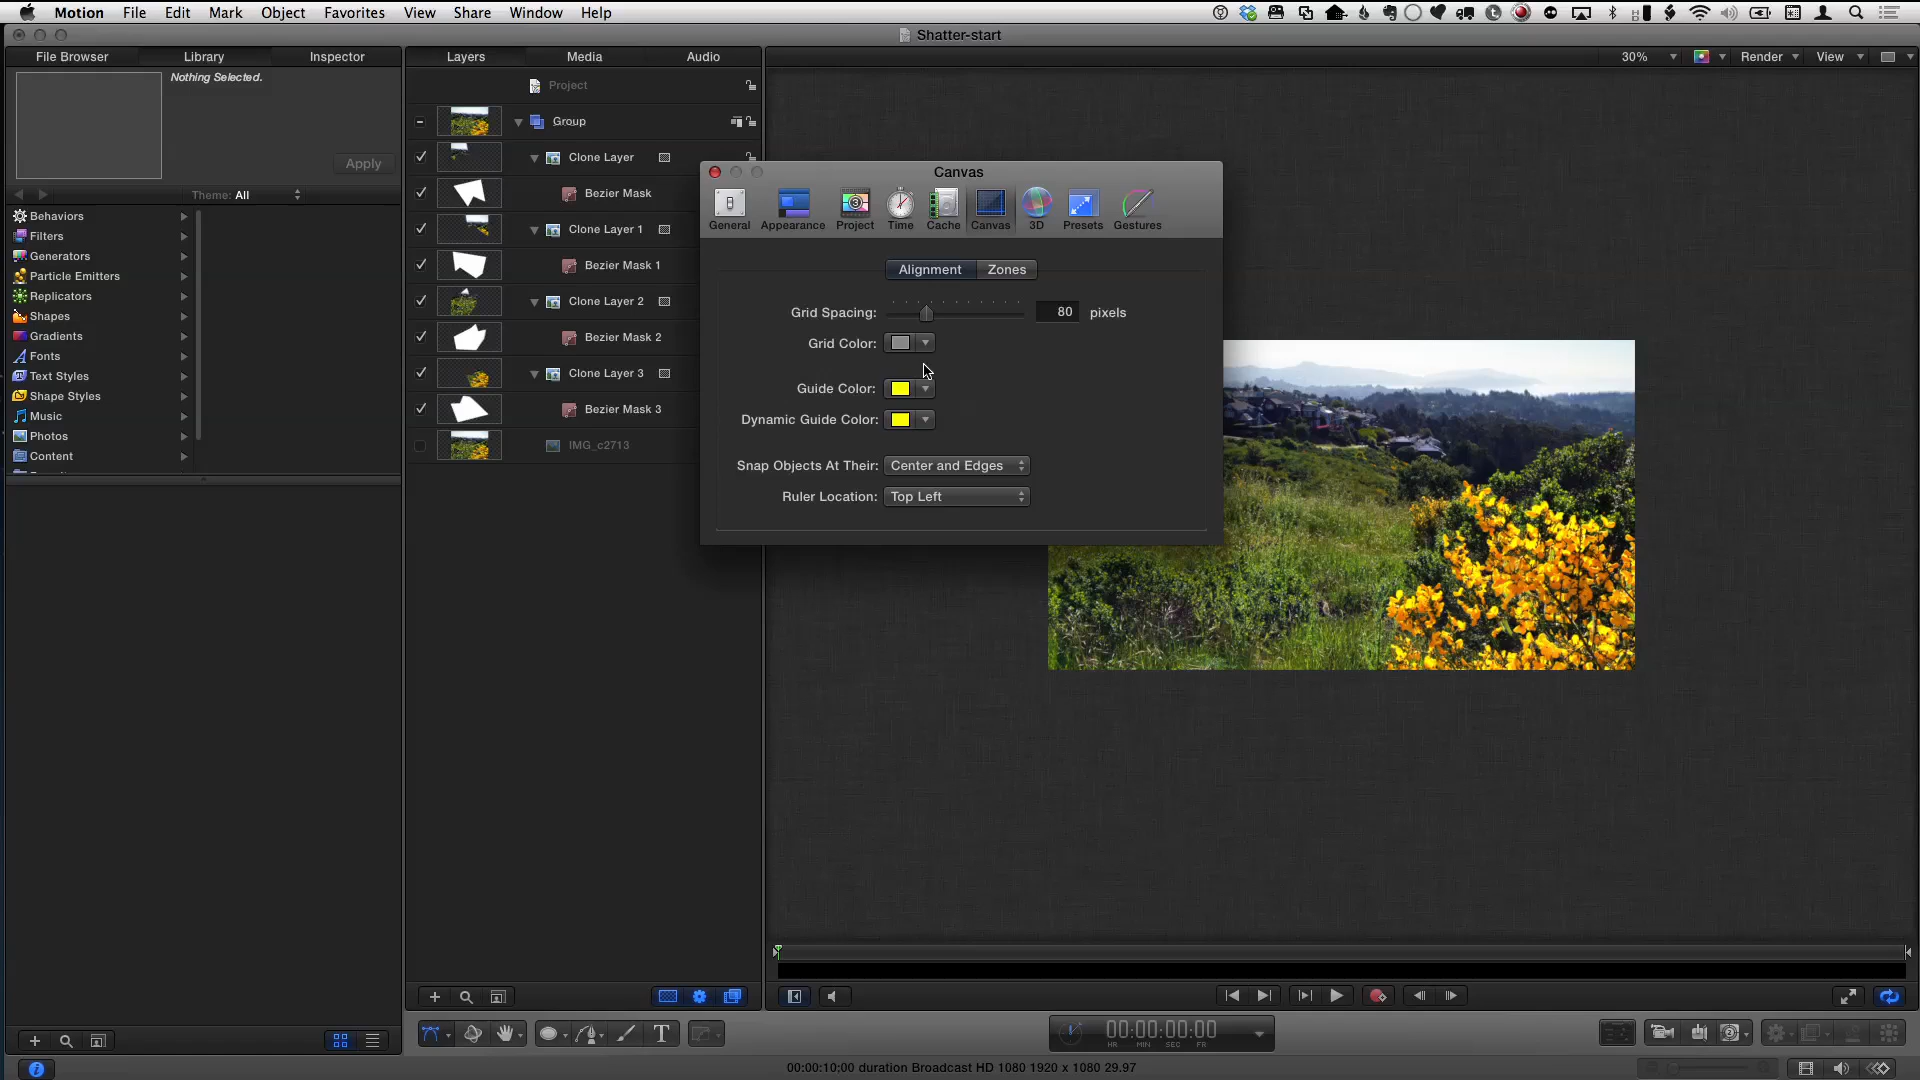 Motion File Edit Mark Object Favorites View Share Window Help
Shatter-start
File Browser Library Inspector
Layers Media Audio
30% Render View
Nothing Selected.
Apply
Theme: All
Behaviors
Filters
Generators
Particle Emitters
Replicators
Shapes
Gradients
Fonts
Text Styles
Shape Styles
Music
Photos
Content
Project
Group
Clone Layer
Bezier Mask
Clone Layer 1
Bezier Mask 1
Clone Layer 2
Bezier Mask 2
Clone Layer 3
Bezier Mask 3
IMG_c2713
Canvas
General Appearance Project Time Cache Canvas 3D Presets Gestures
Alignment Zones
Grid Spacing: 80 pixels
Grid Color:
Guide Color:
Dynamic Guide Color:
Snap Objects At Their: Center and Edges
Ruler Location: Top Left
T
00:00:00:00
HR MIN SEC FR
00:00:10;00 duration Broadcast HD 1080 1920 x 1080 29.97